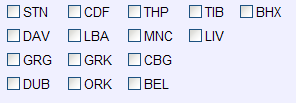 STN CDF THP TIB BHX
DAV LBA MNC LIV
GRG GRK CBG
DUB ORK BEL